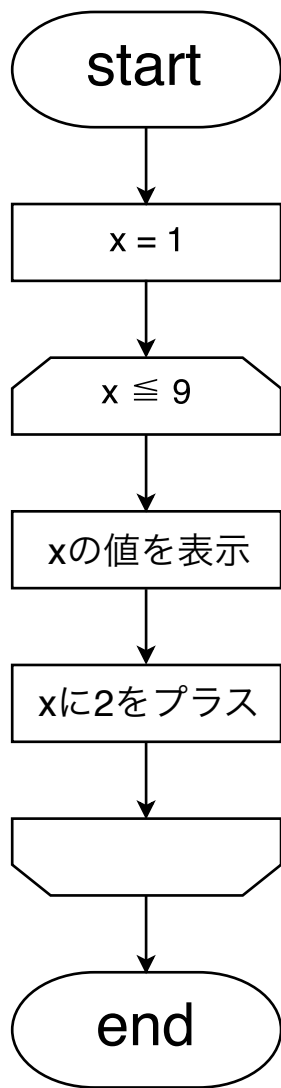 start
x = 1
x ≦ 9
xの値を表示
xに2をプラス
end